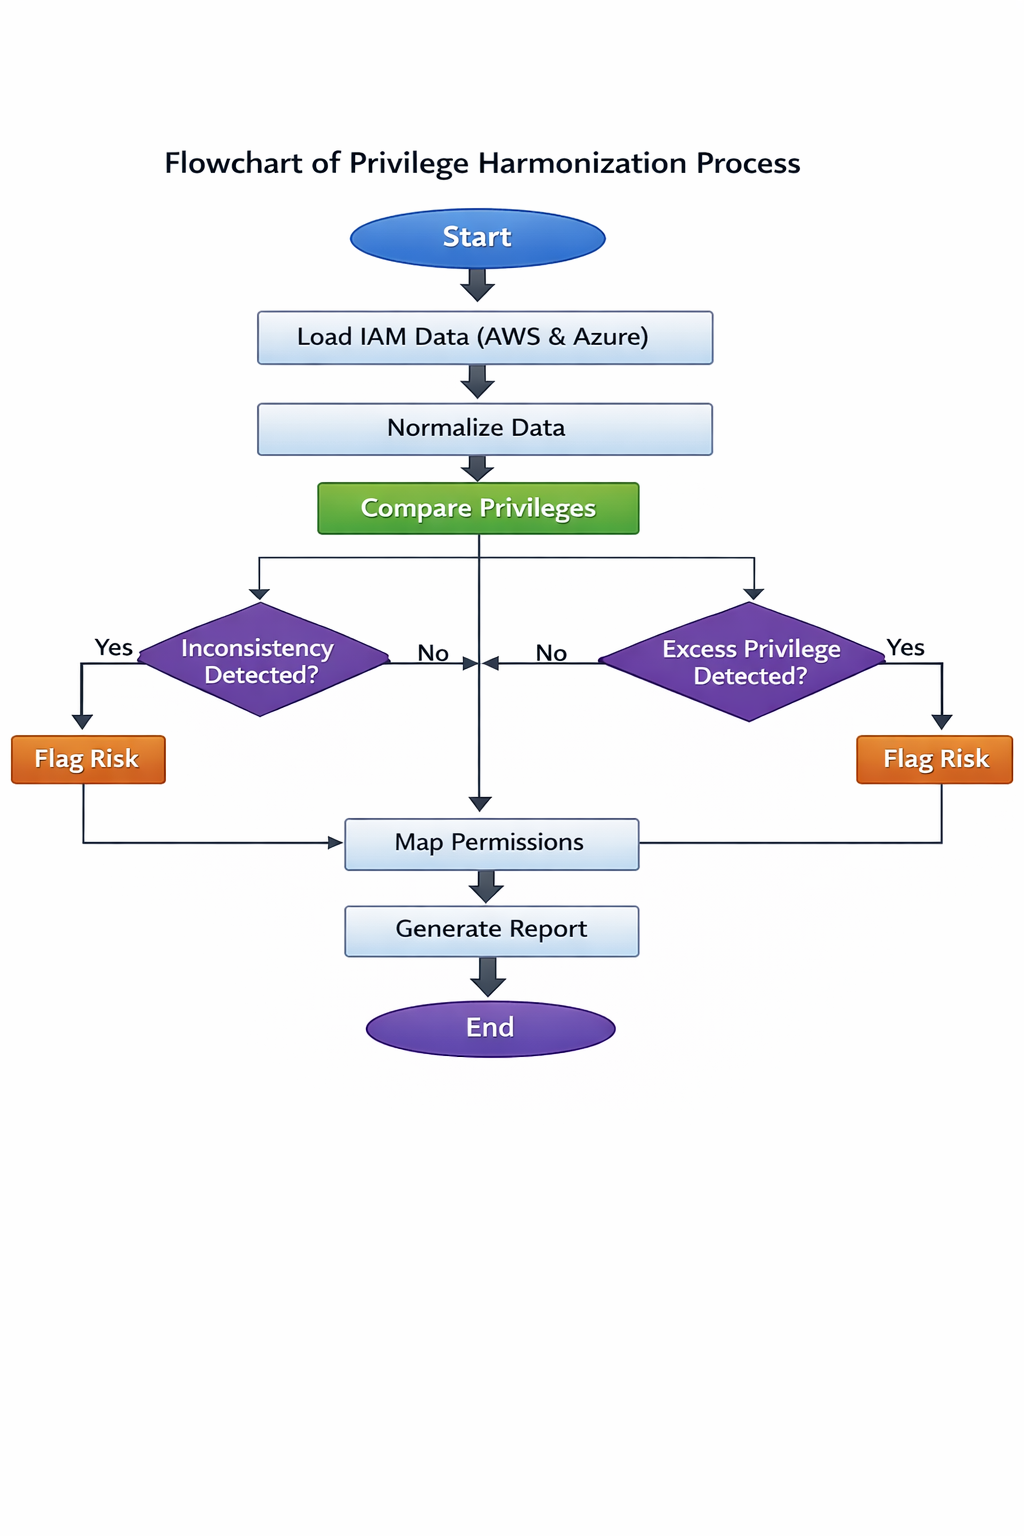 Flowchart of Privilege Harmonization Process
Start
Load IAM Data (AWS & Azure)
Normalize Data
Compare Privileges
Yes
Inconsistency
Detected?
No
No
Excess Privilege
Detected?
Yes
Flag Risk
Flag Risk
Map Permissions
Generate Report
End